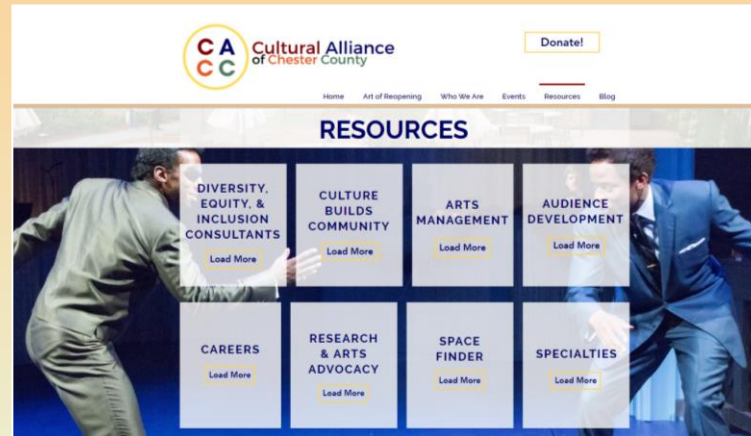 C A
C C
Cultural Alliance
of Chester County
Donate!
Home Art of Reopening Who We Are Events Resources Blog
RESOURCES
DIVERSITY,
EQUITY, &
INCLUSION
CONSULTANTS
Load More
CULTURE
BUILDS
COMMUNITY
Load More
ARTS
MANAGEMENT
Load More
AUDIENCE
DEVELOPMENT
Load More
CAREERS
Load More
RESEARCH
& ARTS
ADVOCACY
Load More
SPACE
FINDER
Load More
SPECIALTIES
Load More